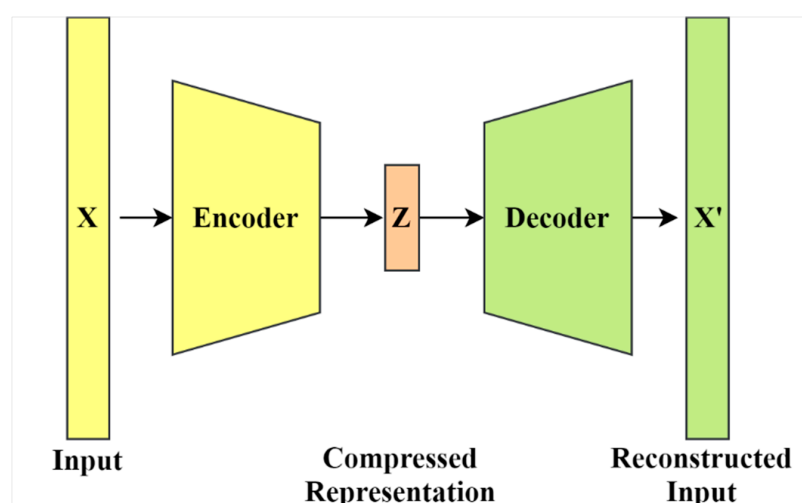 X
Encoder
Z
Decoder
X'
Input
Compressed
Representation
Reconstructed
Input